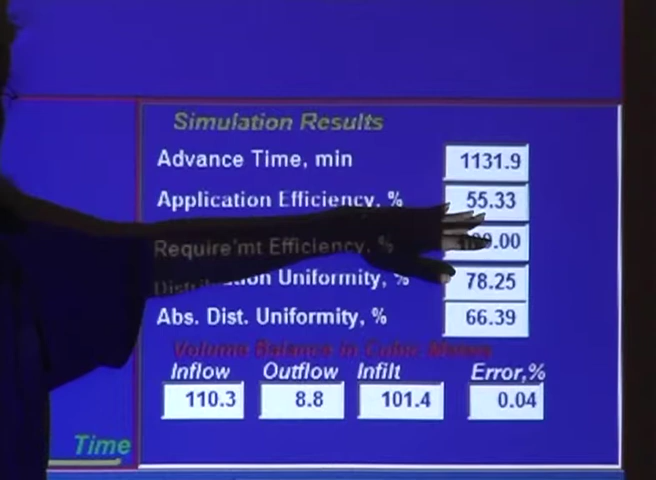 Simulation Results
Advance Time, min 1131.9
Application Efficiency, % 55.33
Require'mt Efficiency, % .00
Uniformity, % 78.25
Abs. Dist. Uniformity, % 66.39
Volume Balance in Cubic Meters
Inflow Outflow Infilt Error,%
110.3 8.8 101.4 0.04
Time